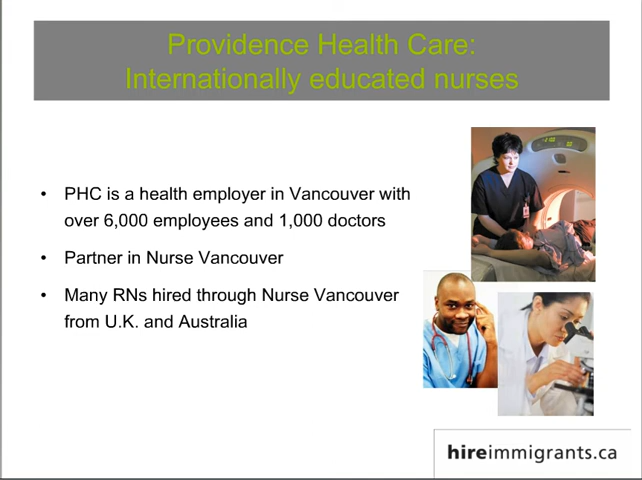 Providence Health Care:
Internationally educated nurses
• PHC is a health employer in Vancouver with
over 6,000 employees and 1,000 doctors
• Partner in Nurse Vancouver
• Many RNs hired through Nurse Vancouver
from U.K. and Australia
hireimmigrants.ca